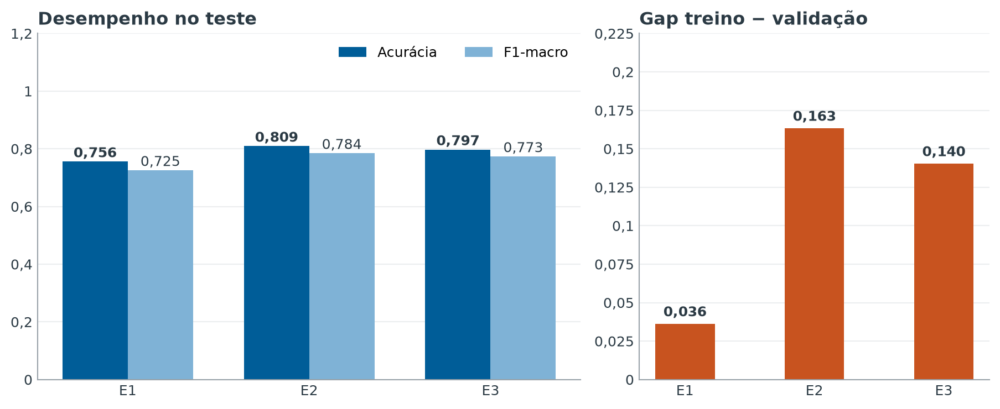 Desempenho no teste
1,2
1
0,8
0,6
0,4
0,2
0
Acurácia
F1-macro
0,756
0,725
0,809
0,784
0,797
0,773
E1
E2
E3
Gap treino − validação
0,225
0,2
0,175
0,15
0,125
0,1
0,075
0,05
0,025
0
0,036
0,163
0,140
E1
E2
E3